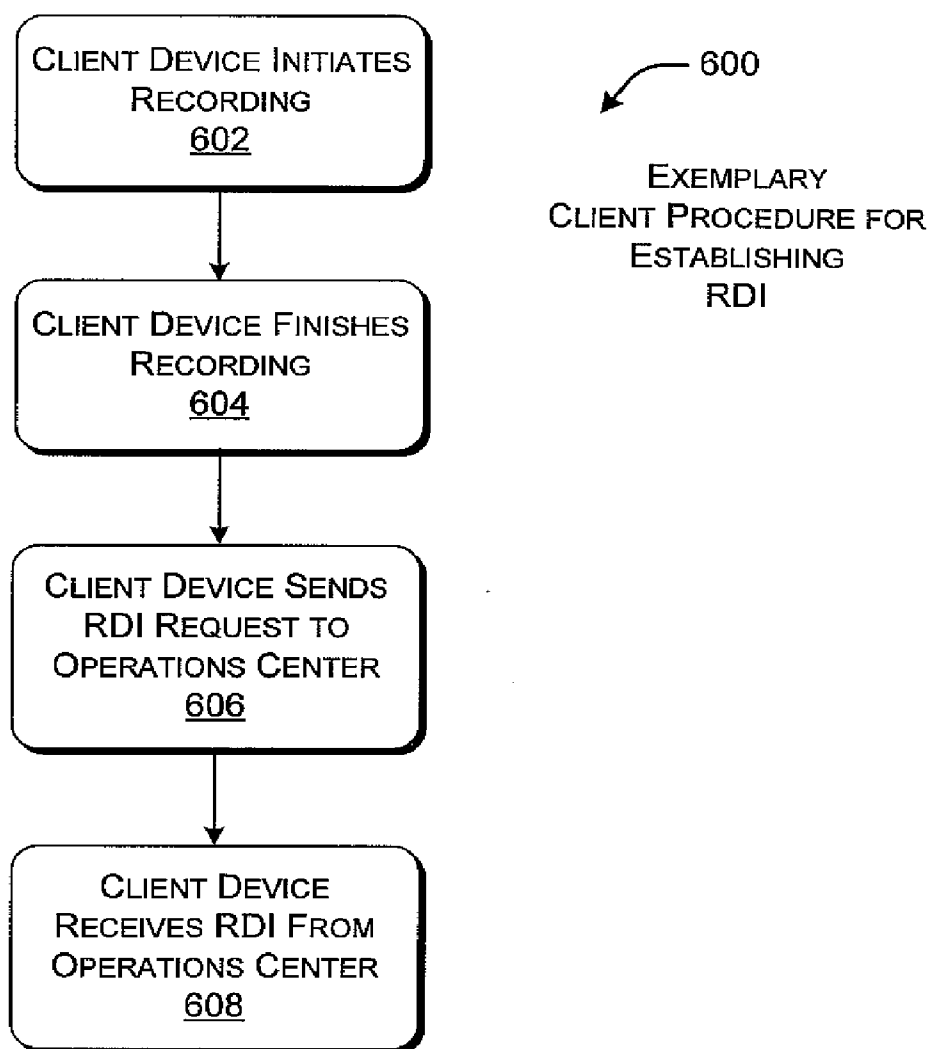 CLIENT DEVICE INITIATES
RECORDING
602
600
EXEMPLARY
CLIENT PROCEDURE FOR
ESTABLISHING
RDI
CLIENT DEVICE FINISHES
RECORDING
604
CLIENT DEVICE SENDS
RDI REQUEST TO
OPERATIONS CENTER
606
CLIENT DEVICE
RECEIVES RDI FROM
OPERATIONS CENTER
608